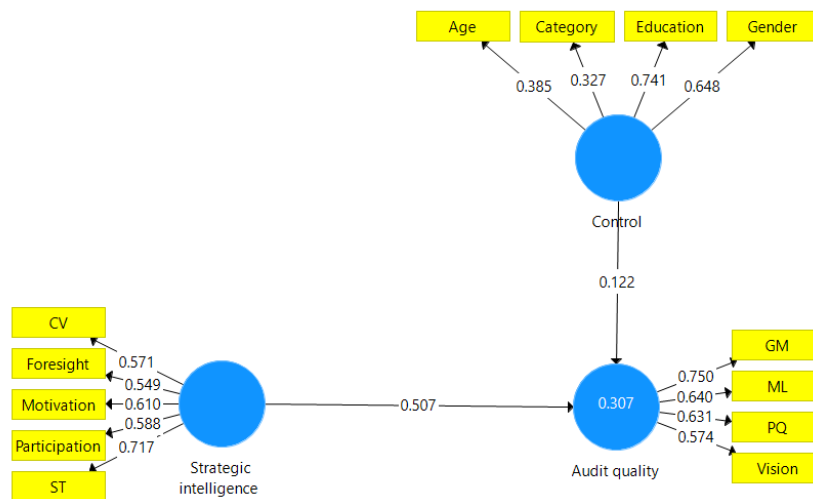 Age
Category
Education
Gender
0.385
0.327
0.741
0.648
Control
0.122
CV
Foresight
Motivation
Participation
ST
0.571
0.549
0.610
0.588
0.717
Strategic
intelligence
0.507
0.307
Audit quality
0.750
0.640
0.631
0.574
GM
ML
PQ
Vision